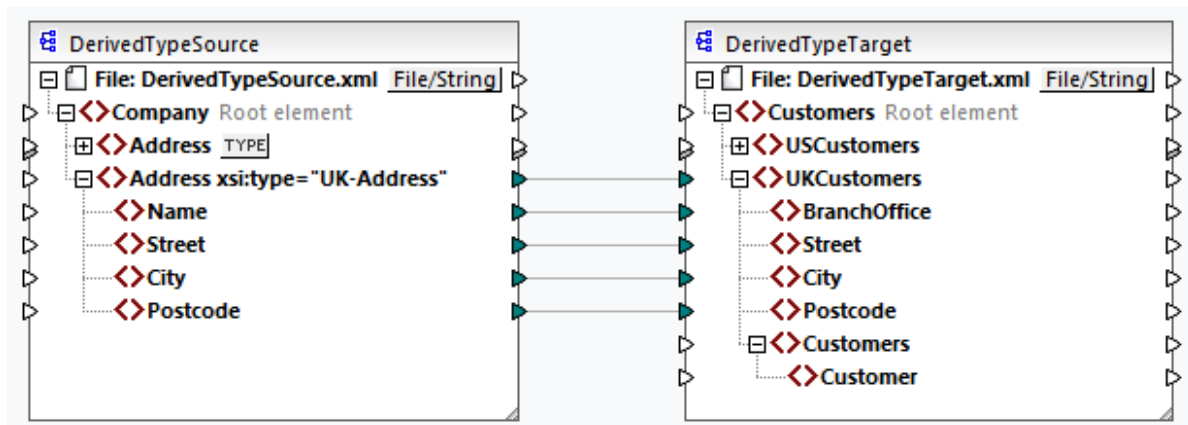 DerivedTypeSource
File: DerivedTypeSource.xml File/String
Company Root element
Address TYPE
Address xsi:type="UK-Address"
Name
Street
City
Postcode
DerivedTypeTarget
File: DerivedTypeTarget.xml File/String
Customers Root element
USCustomers
UKCustomers
BranchOffice
Street
City
Postcode
Customers
Customer